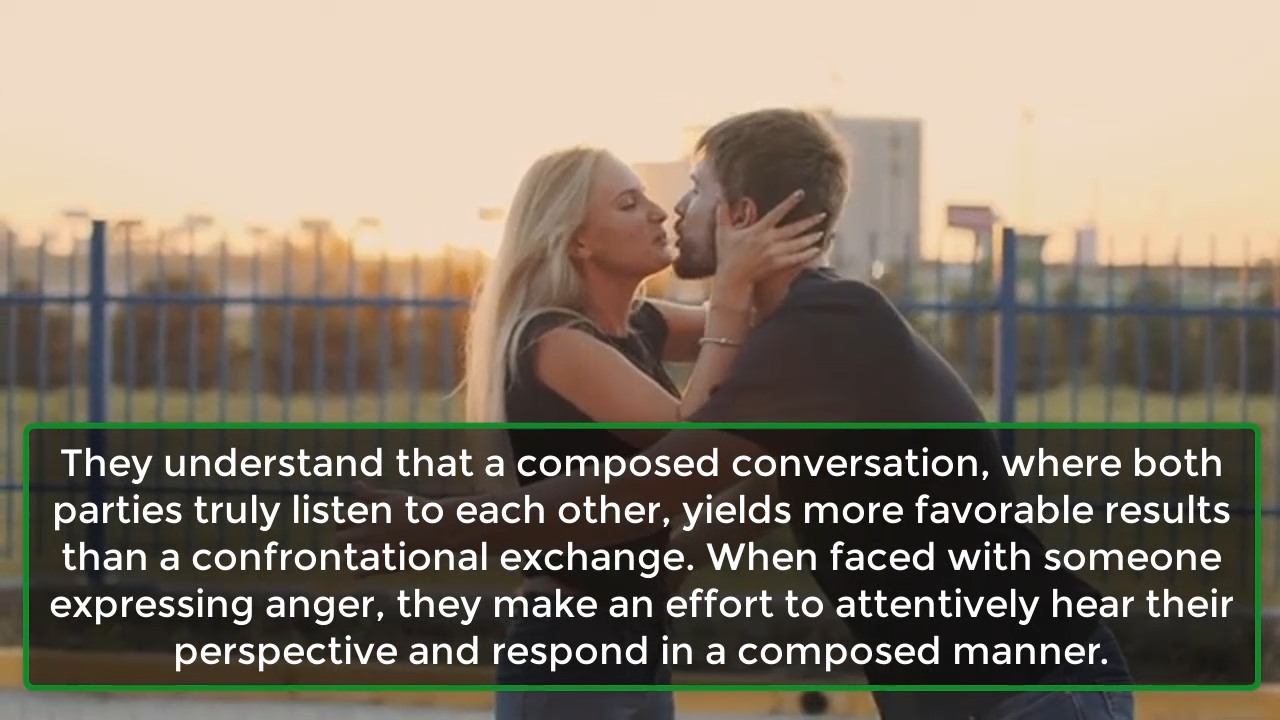 They understand that a composed conversation, where both
parties truly listen to each other, yields more favorable results
than a confrontational exchange. When faced with someone
expressing anger, they make an effort to attentively hear their
perspective and respond in a composed manner.